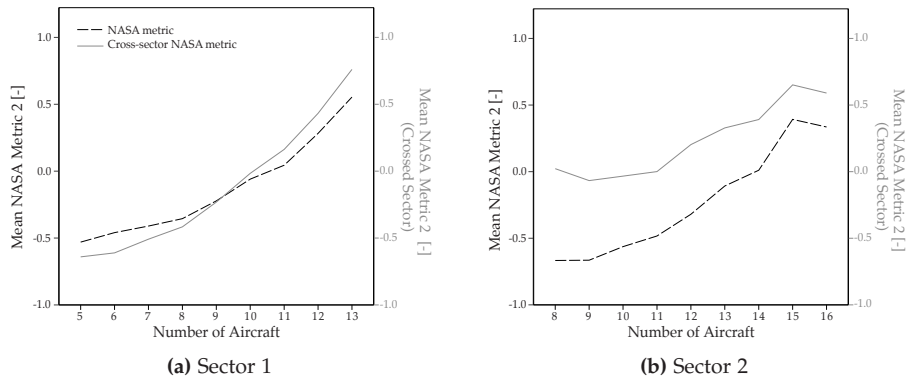 1.0
0.5
0.0
-0.5
-1.0
Mean NASA Metric 2 [-]
NASA metric
Cross-sector NASA metric
1.0
0.5
0.0
-0.5
-1.0
Mean NASA Metric 2 [-]
(Crossed Sector)
5 6 7 8 9 10 11 12 13
Number of Aircraft
(a) Sector 1
1.0
0.5
0.0
-0.5
-1.0
Mean NASA Metric 2 [-]
1.0
0.5
0.0
-0.5
-1.0
Mean NASA Metric 2 [-]
(Crossed Sector)
8 9 10 11 12 13 14 15 16
Number of Aircraft
(b) Sector 2